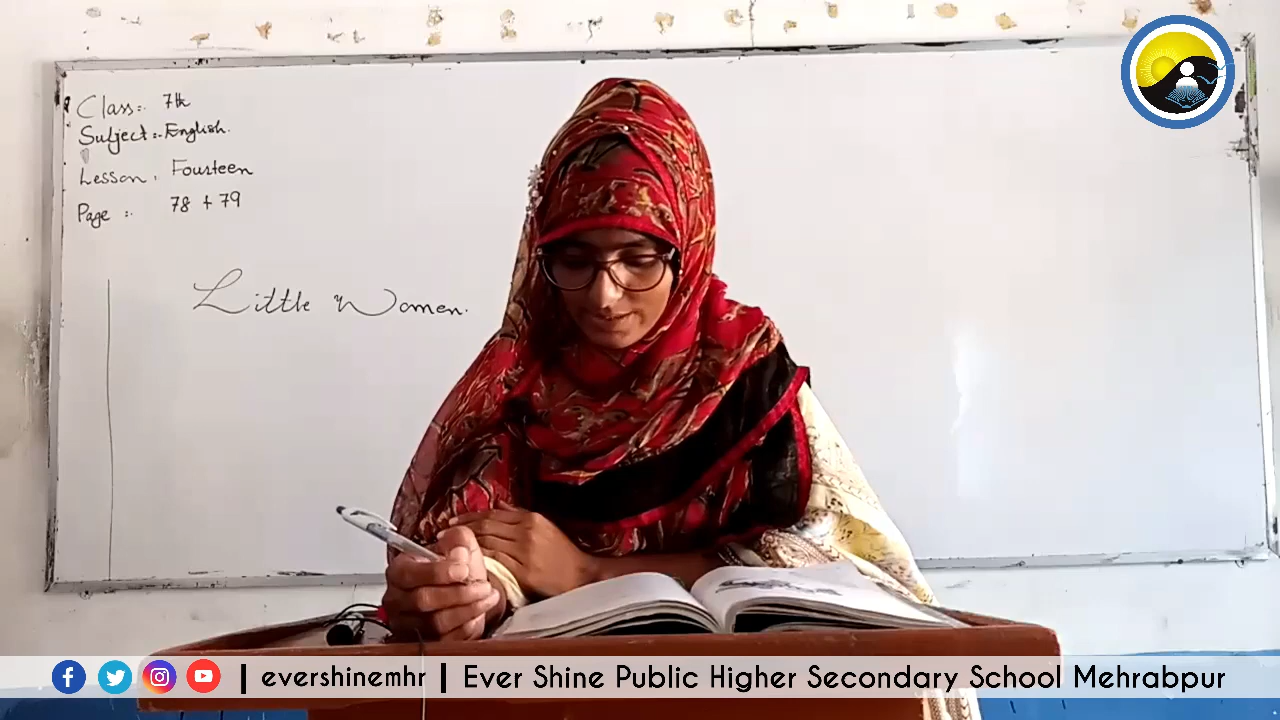 Class:- 7th
Subject:- English.
Lesson, Fourteen
Page :- 78 + 79
Little Women.
| evershinemhr | Ever Shine Public Higher Secondary School Mehrabpur